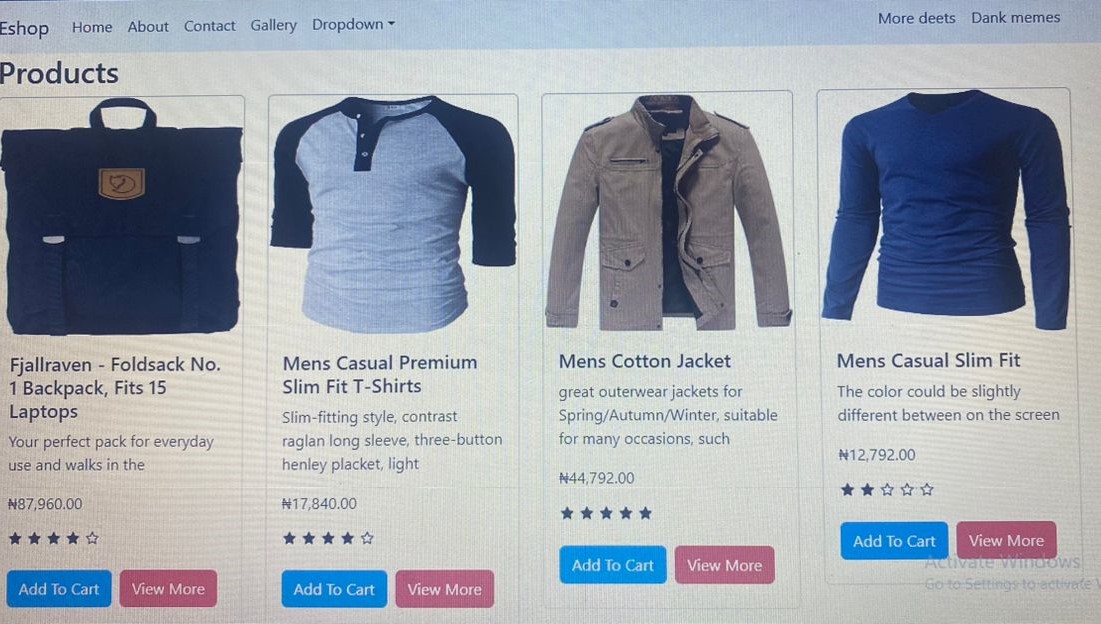 Eshop Home About Contact Gallery Dropdown More deets Dank memes
Products
Fjallraven - Foldsack No.
1 Backpack, Fits 15
Laptops
Your perfect pack for everyday
use and walks in the
₦87,960.00
Add To Cart View More
Mens Casual Premium
Slim Fit T-Shirts
Slim-fitting style, contrast
raglan long sleeve, three-button
henley placket, light
₦17,840.00
Add To Cart View More
Mens Cotton Jacket
great outerwear jackets for
Spring/Autumn/Winter, suitable
for many occasions, such
₦44,792.00
Add To Cart View More
Mens Casual Slim Fit
The color could be slightly
different between on the screen
₦12,792.00
Add To Cart View More
Activate Windows
Go to Settings to activate